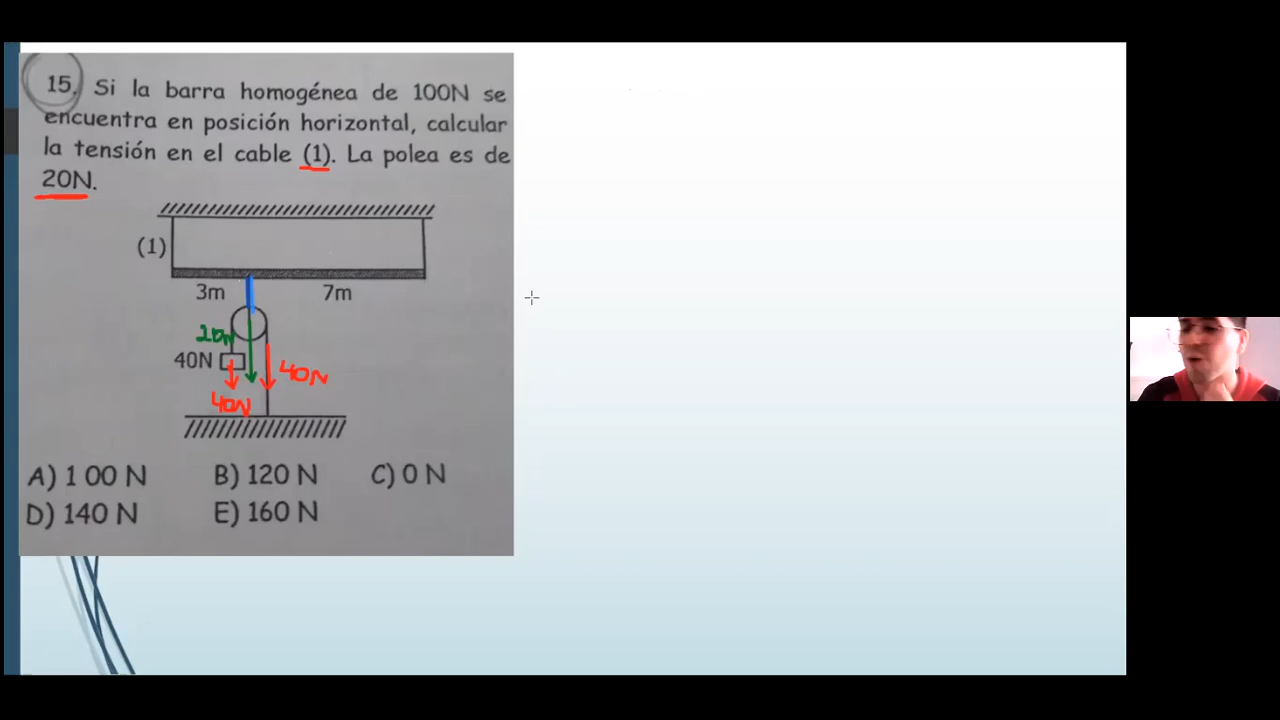 15. Si la barra homogénea de 100N se
encuentra en posición horizontal, calcular
la tensión en el cable (1). La polea es de
20N.
(1)
3m 7m
20N
40N 40N
40N
A) 1 00 N B) 120 N C) 0 N
D) 140 N E) 160 N